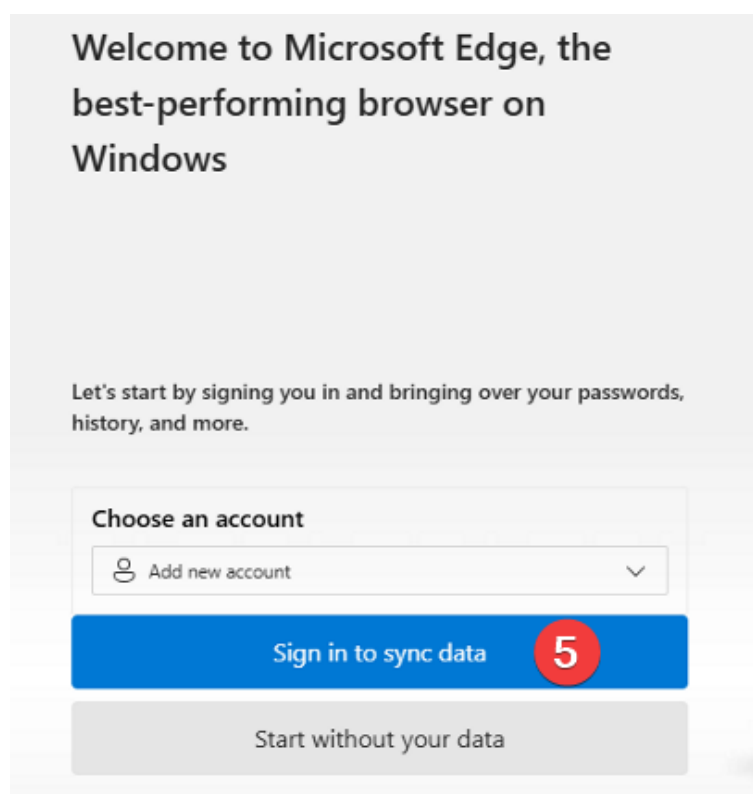 Welcome to Microsoft Edge, the
best-performing browser on
Windows
Let's start by signing you in and bringing over your passwords,
history, and more.
Choose an account
Add new account
Sign in to sync data 5
Start without your data